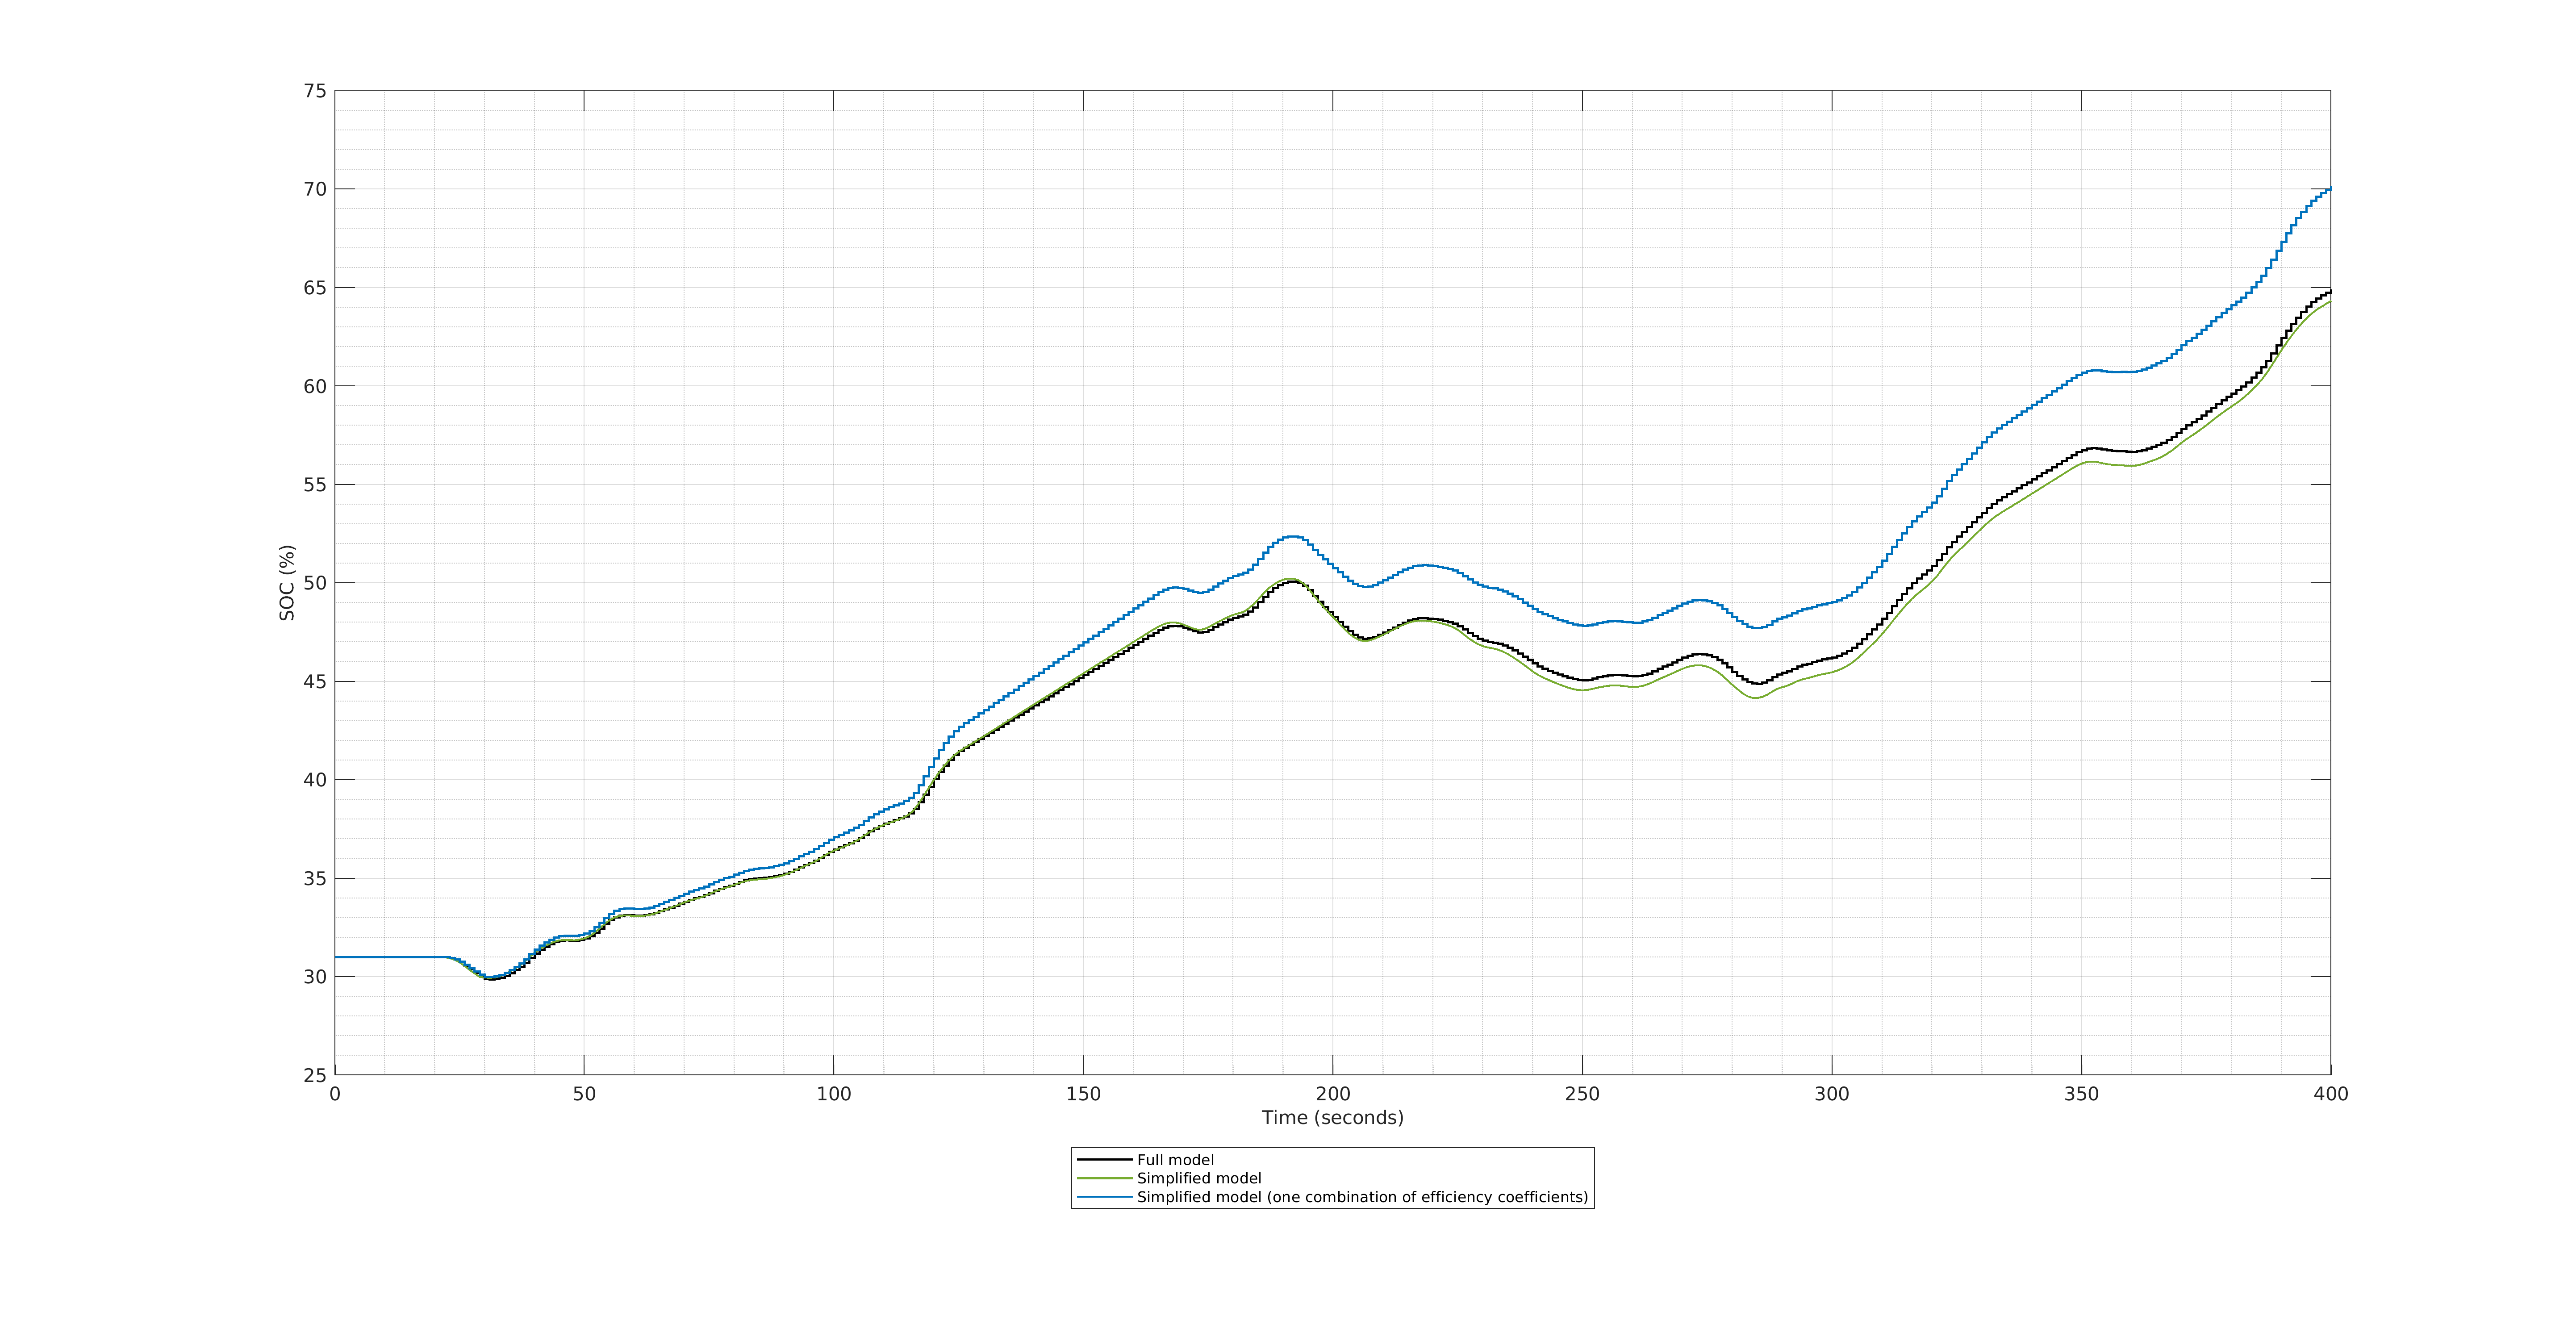 75
70
65
60
55
50
45
40
35
30
25
SOC (%)
0 50 100 150 200 250 300 350 400
Time (seconds)
Full model
Simplified model
Simplified model (one combination of efficiency coefficients)